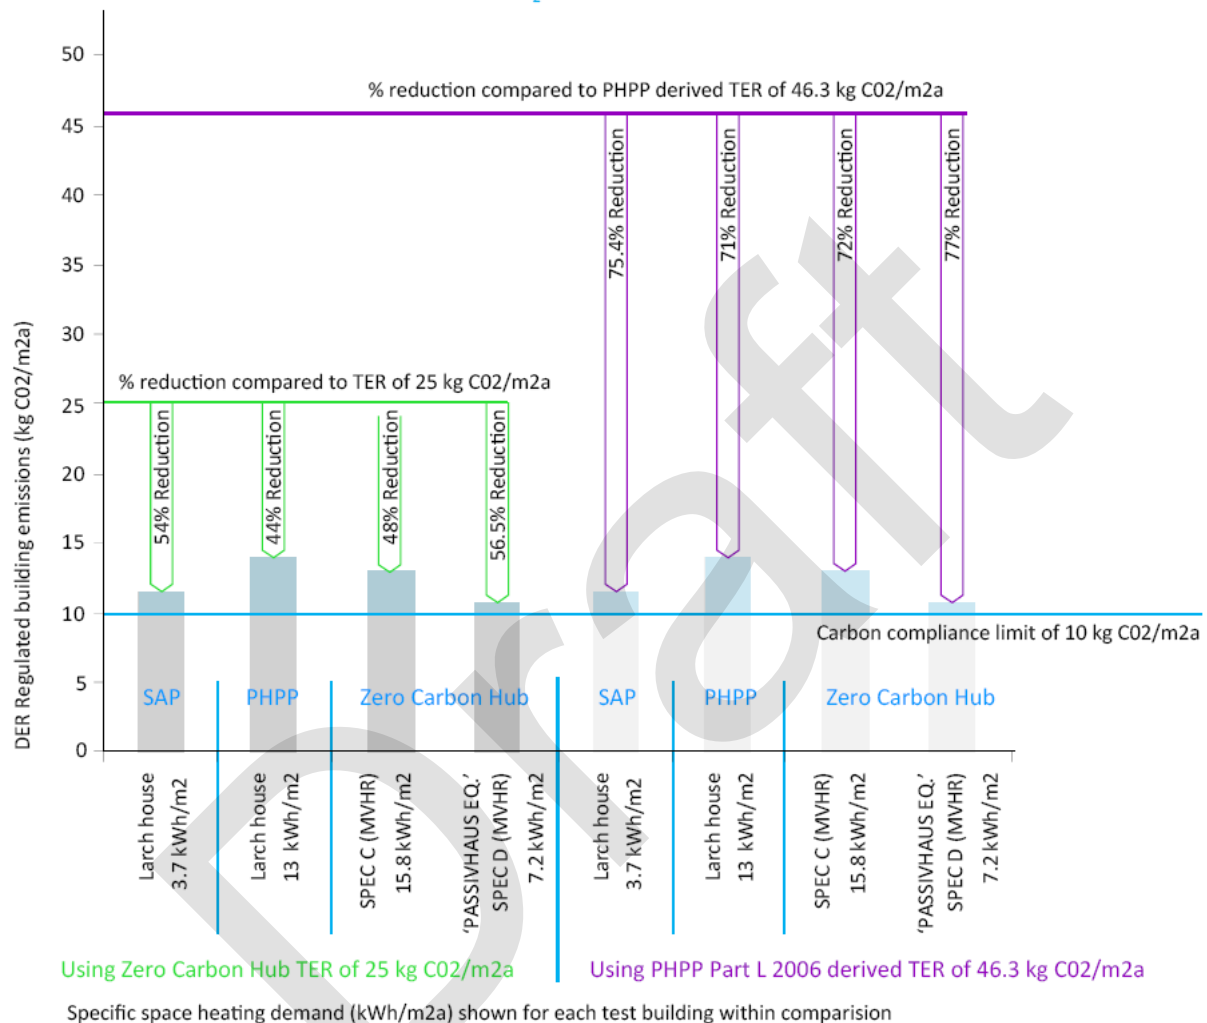 2
50
% reduction compared to PHPP derived TER of 46.3 kg C02/m2a
45
40
35
30
% reduction compared to TER of 25 kg C02/m2a
25
20
15
10
5
0
DER Regulated building emissions (kg C02/m2a)
54% Reduction
44% Reduction
48% Reduction
56.5% Reduction
75.4% Reduction
71% Reduction
72% Reduction
77% Reduction
Carbon compliance limit of 10 kg C02/m2a
SAP
PHPP
Zero Carbon Hub
SAP
PHPP
Zero Carbon Hub
Larch house
3.7 kWh/m2
Larch house
13 kWh/m2
SPEC C (MVHR)
15.8 kWh/m2
‘PASSIVHAUS EQ.’
SPEC D (MVHR)
7.2 kWh/m2
Larch house
3.7 kWh/m2
Larch house
13 kWh/m2
SPEC C (MVHR)
15.8 kWh/m2
‘PASSIVHAUS EQ.’
SPEC D (MVHR)
7.2 kWh/m2
Using Zero Carbon Hub TER of 25 kg C02/m2a
Using PHPP Part L 2006 derived TER of 46.3 kg C02/m2a
Specific space heating demand (kWh/m2a) shown for each test building within comparision
Draft